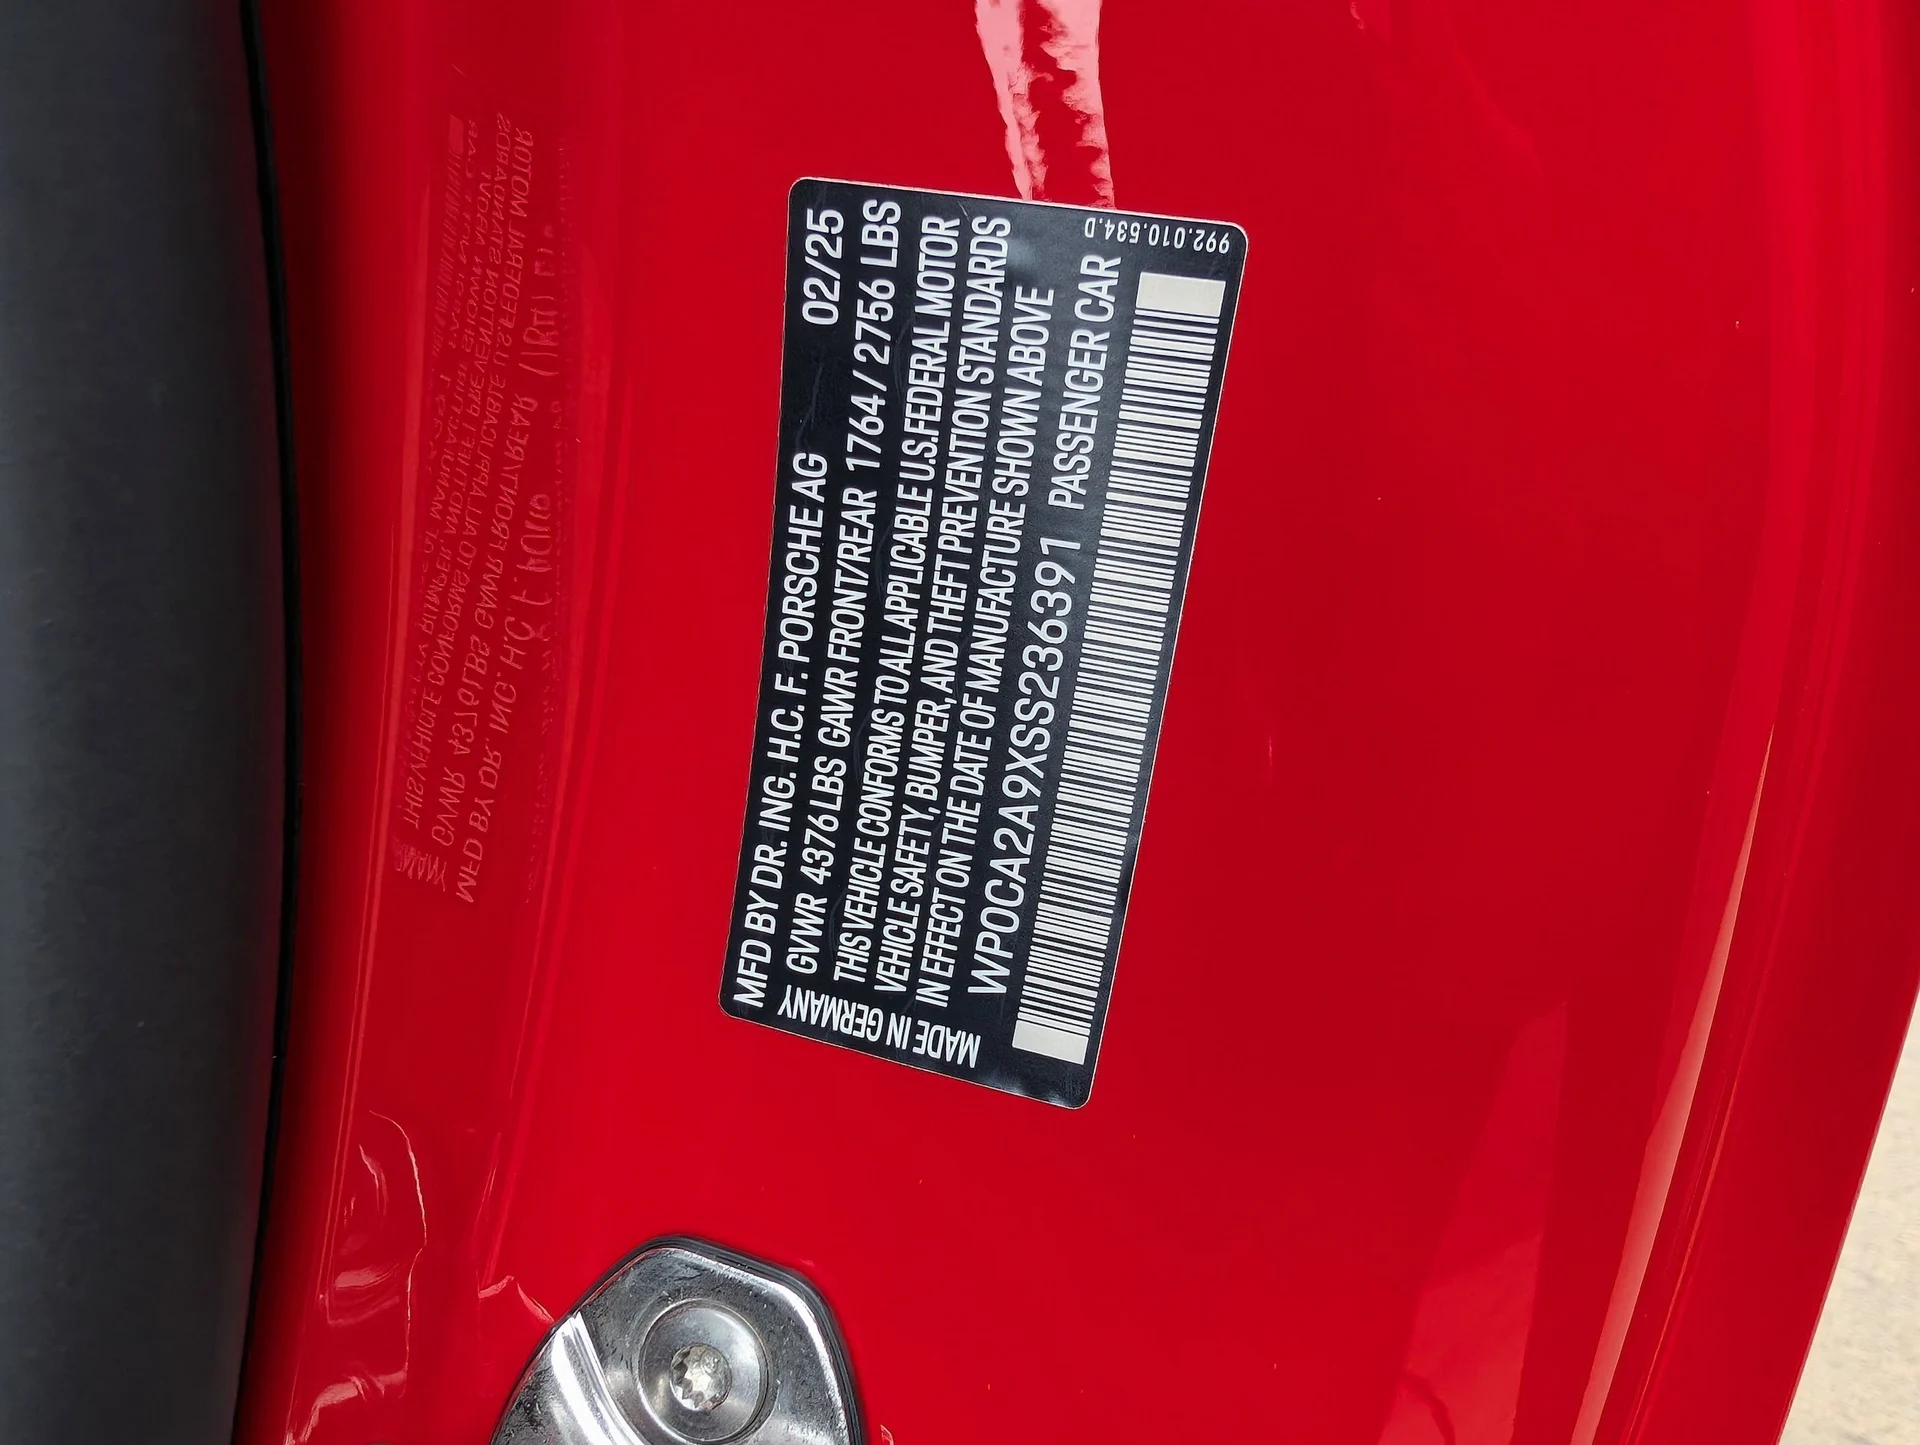 MFD BY DR. ING. H.C. F. PORSCHE AG 02/25
GVWR 4376 LBS GAWR FRONT/REAR 1764 / 2756 LBS
THIS VEHICLE CONFORMS TO ALL APPLICABLE U.S. FEDERAL MOTOR
VEHICLE SAFETY, BUMPER, AND THEFT PREVENTION STANDARDS
IN EFFECT ON THE DATE OF MANUFACTURE SHOWN ABOVE
WP0CA2A9XSS236391 PASSENGER CAR
MADE IN GERMANY
992.010.534.D